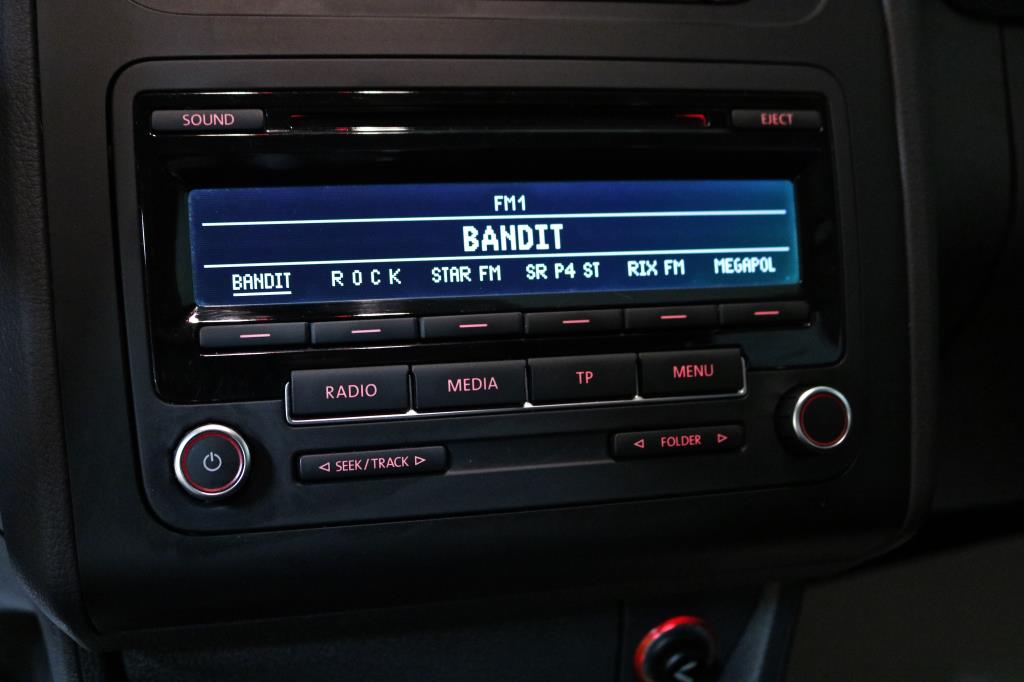 SOUND EJECT
FM1
BANDIT
BANDIT R O C K STAR FM SR P4 ST RIX FM MEGAPOL
RADIO MEDIA TP MENU
SEEK/TRACK FOLDER